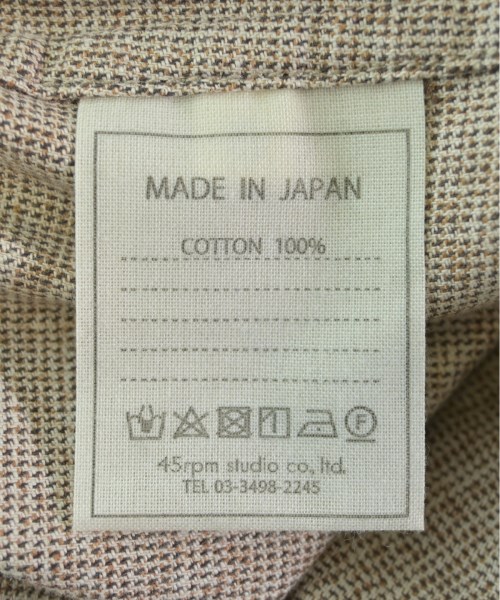 MADE IN JAPAN
COTTON 100%
F
45rpm studio co., ltd.
TEL 03-3498-2245